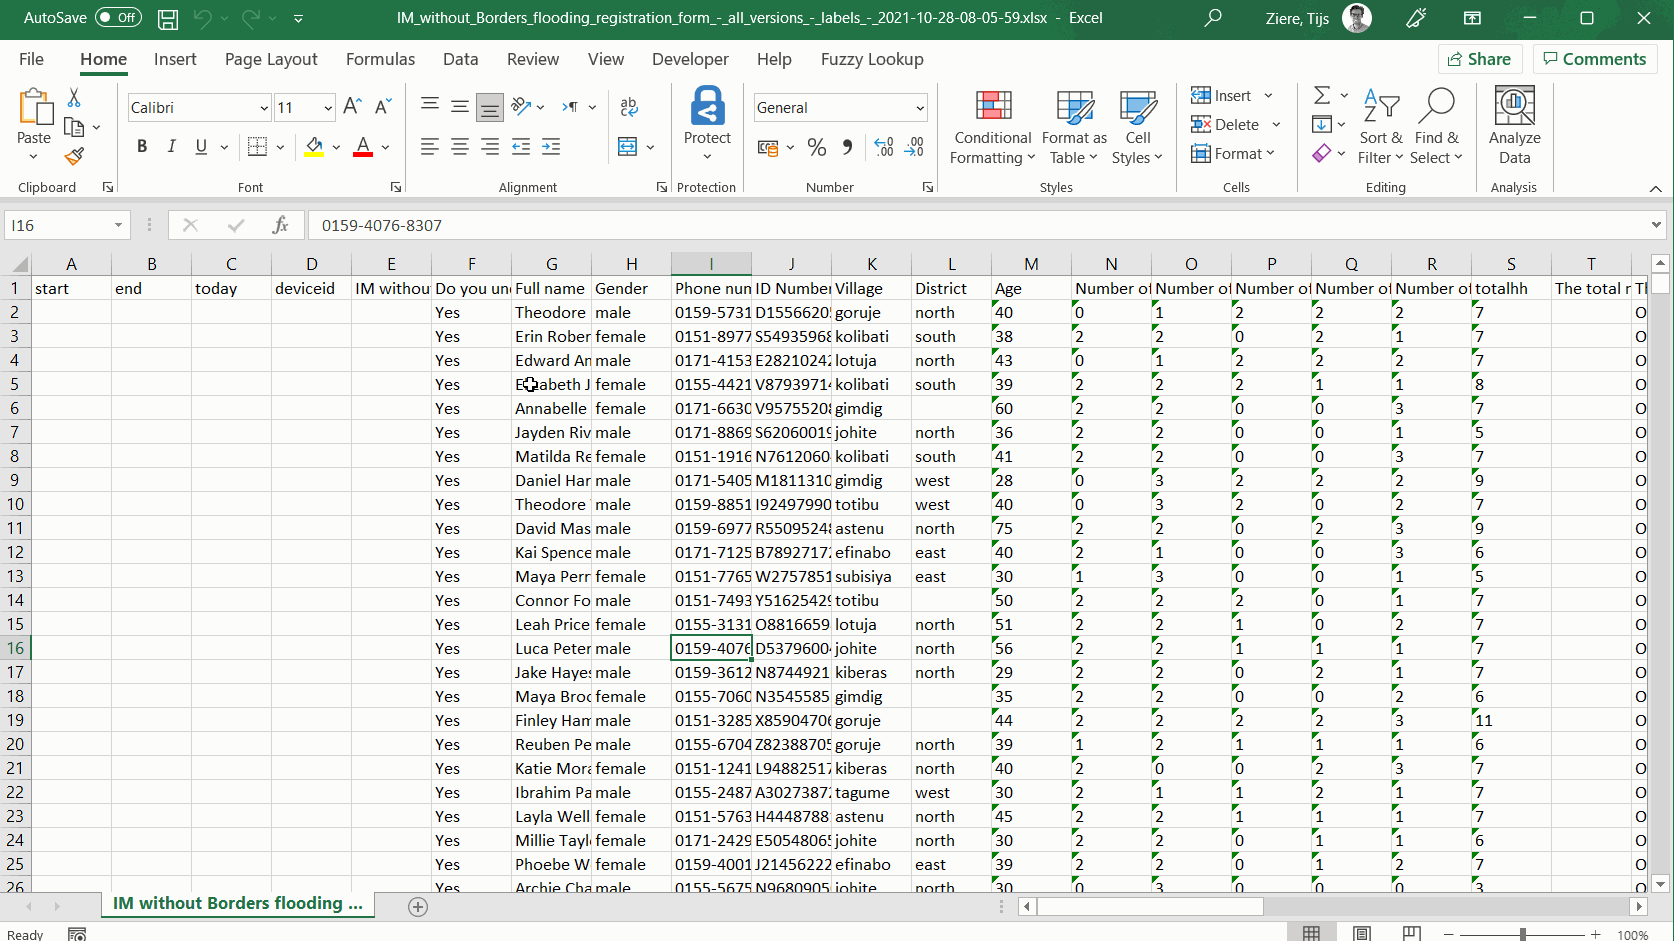 AutoSave Off IM_without_Borders_flooding_registration_form_-_all_versions_-_labels_-_2021-10-28-08-05-59.xlsx - Excel Ziere, Tijs
File Home Insert Page Layout Formulas Data Review View Developer Help Fuzzy Lookup Share Comments
Paste Calibri 11 General Protect Conditional Formatting Format as Table Cell Styles Insert Delete Format Sort & Filter Find & Select Analyze Data
Clipboard Font Alignment Protection Number Styles Cells Editing Analysis
I16 fx 0159-4076-8307
A B C D E F G H I J K L M N O P Q R S T
1 start end today deviceid IM withou Do you und Full name Gender Phone num ID Number Village District Age Number of Number of Number of Number of Number of totalhh The total r Th
2 Yes Theodore male 0159-5731 D1556620 goruje north 40 0 1 2 2 2 7 O
3 Yes Erin Rober female 0151-8977 S54935968 kolibati south 38 2 2 0 2 1 7 O
4 Yes Edward An male 0171-4153 E28210242 lotuja north 43 0 1 2 2 2 7 O
5 Yes Elizabeth J female 0155-4421 V87939714 kolibati south 39 2 2 2 1 1 8 O
6 Yes Annabelle female 0171-6630 V95755208 gimdig 60 2 2 0 0 3 7 O
7 Yes Jayden Riv male 0171-8869 S62060019 johite north 36 2 2 0 0 1 5 O
8 Yes Matilda Re female 0151-1916 N7612060 kolibati south 41 2 2 0 0 3 7 O
9 Yes Daniel Har male 0171-5405 M1811310 gimdig west 28 0 3 2 2 2 9 O
10 Yes Theodore male 0159-8851 I92497990 totibu west 40 0 3 2 0 2 7 O
11 Yes David Mas male 0159-6977 R55095248 astenu north 75 2 2 0 2 3 9 O
12 Yes Kai Spence male 0171-7125 B7892717 efinabo east 40 2 1 0 0 3 6 O
13 Yes Maya Perr female 0151-7765 W2757851 subisiya east 30 1 3 0 0 1 5 O
14 Yes Connor Fo male 0151-7493 Y51625429 totibu 50 2 2 2 0 1 7 O
15 Yes Leah Price female 0155-3131 O8816659 lotuja north 51 2 2 1 0 2 7 O
16 Yes Luca Peter male 0159-4076 D5379600 johite north 56 2 2 1 1 1 7 O
17 Yes Jake Haye male 0159-3612 N8744921 kiberas north 29 2 2 0 2 1 7 O
18 Yes Maya Broo female 0155-7060 N3545585 gimdig 35 2 2 0 0 2 6 O
19 Yes Finley Ham male 0151-3285 X85904706 goruje 44 2 2 2 2 3 11 O
20 Yes Reuben Pe male 0155-6704 Z82388705 goruje north 39 1 2 1 1 1 6 O
21 Yes Katie Mora female 0151-1241 L94882517 kiberas north 40 2 0 0 2 3 7 O
22 Yes Ibrahim Pa male 0155-2487 A3027387 tagume west 30 2 1 1 2 1 7 O
23 Yes Layla Well female 0151-5763 H4448788 astenu north 45 2 2 1 1 1 7 O
24 Yes Millie Tayl female 0171-2429 E50548065 johite north 30 2 2 0 1 1 6 O
25 Yes Phoebe W female 0159-4001 J21456222 efinabo east 39 2 2 0 1 2 7 O
26 Yes Archie Cha male 0155-5675 N9680905 johite north 30 0 3 0 0 0 3 O
IM without Borders flooding ...
Ready 100%